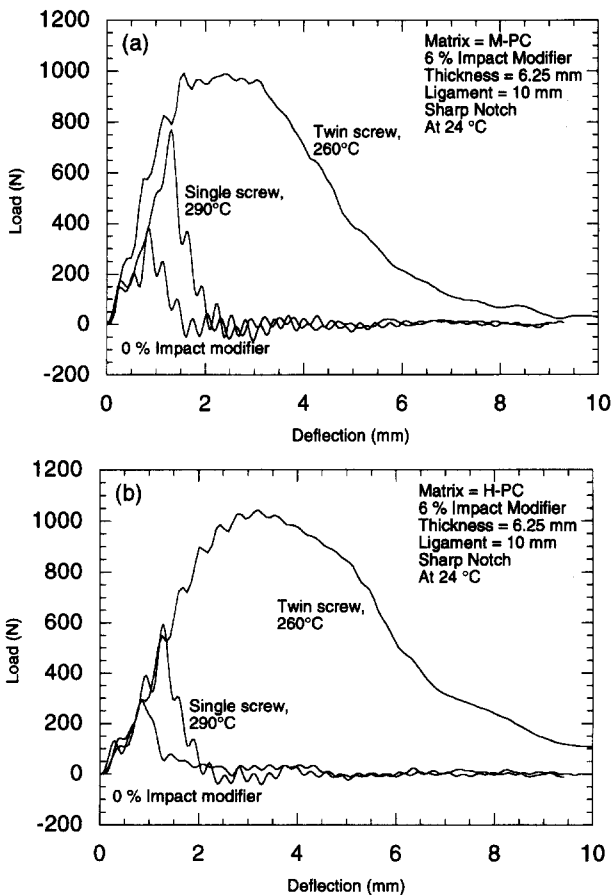 (a)
Matrix = M-PC
6 % Impact Modifier
Thickness = 6.25 mm
Ligament = 10 mm
Sharp Notch
At 24 °C
Twin screw,
260°C
Single screw,
290°C
0 % Impact modifier
Load (N)
1200
1000
800
600
400
200
0
-200
0 2 4 6 8 10
Deflection (mm)
(b)
Matrix = H-PC
6 % Impact Modifier
Thickness = 6.25 mm
Ligament = 10 mm
Sharp Notch
At 24 °C
Twin screw,
260°C
Single screw,
290°C
0 % Impact modifier
Load (N)
1200
1000
800
600
400
200
0
-200
0 2 4 6 8 10
Deflection (mm)